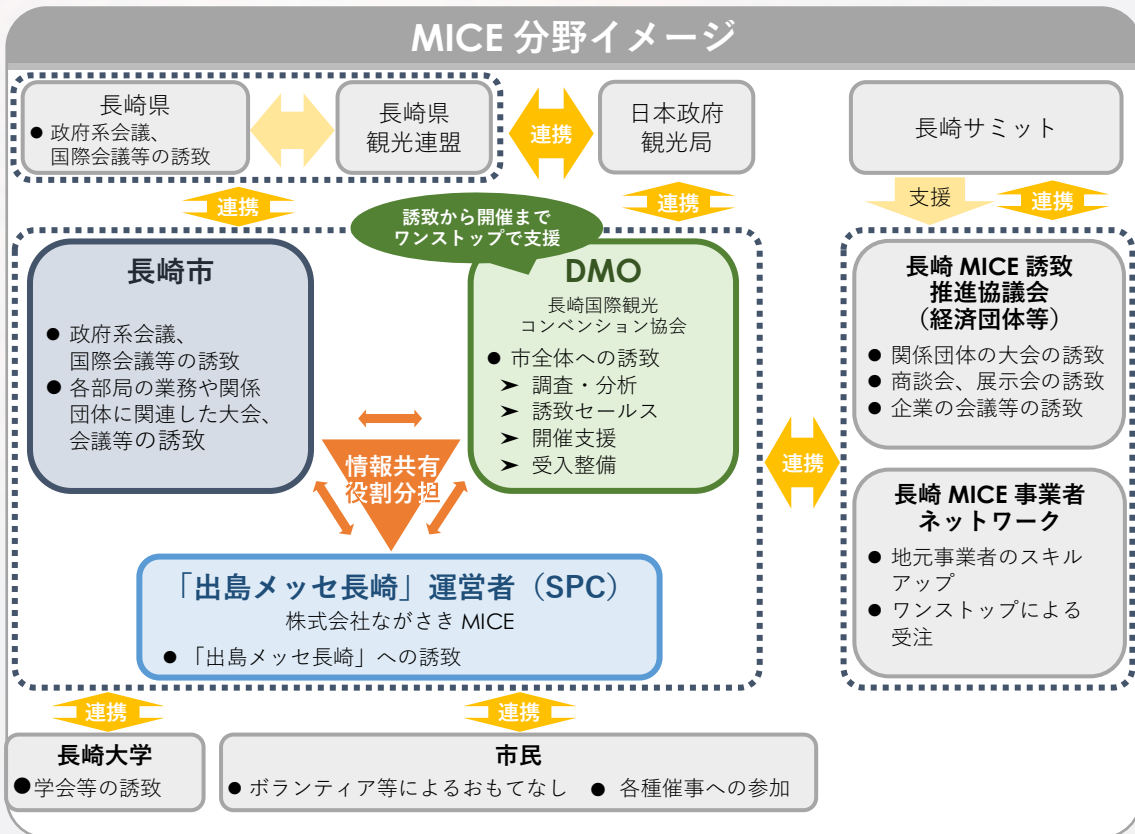 MICE 分野イメージ
長崎県
● 政府系会議、
国際会議等の誘致
長崎県
観光連盟
連携
日本政府
観光局
長崎サミット
連携
連携
支援
連携
誘致から開催まで
ワンストップで支援
長崎市
● 政府系会議、
国際会議等の誘致
● 各部局の業務や関係
団体に関連した大会、
会議等の誘致
DMO
長崎国際観光
コンベンション協会
● 市全体への誘致
➤ 調査・分析
➤ 誘致セールス
➤ 開催支援
➤ 受入整備
情報共有
役割分担
「出島メッセ長崎」運営者（SPC）
株式会社ながさき MICE
● 「出島メッセ長崎」への誘致
連携
長崎 MICE 誘致
推進協議会
（経済団体等）
● 関係団体の大会の誘致
● 商談会、展示会の誘致
● 企業の会議等の誘致
長崎 MICE 事業者
ネットワーク
● 地元事業者のスキル
アップ
● ワンストップによる
受注
連携
連携
長崎大学
●学会等の誘致
市民
● ボランティア等によるおもてなし ● 各種催事への参加